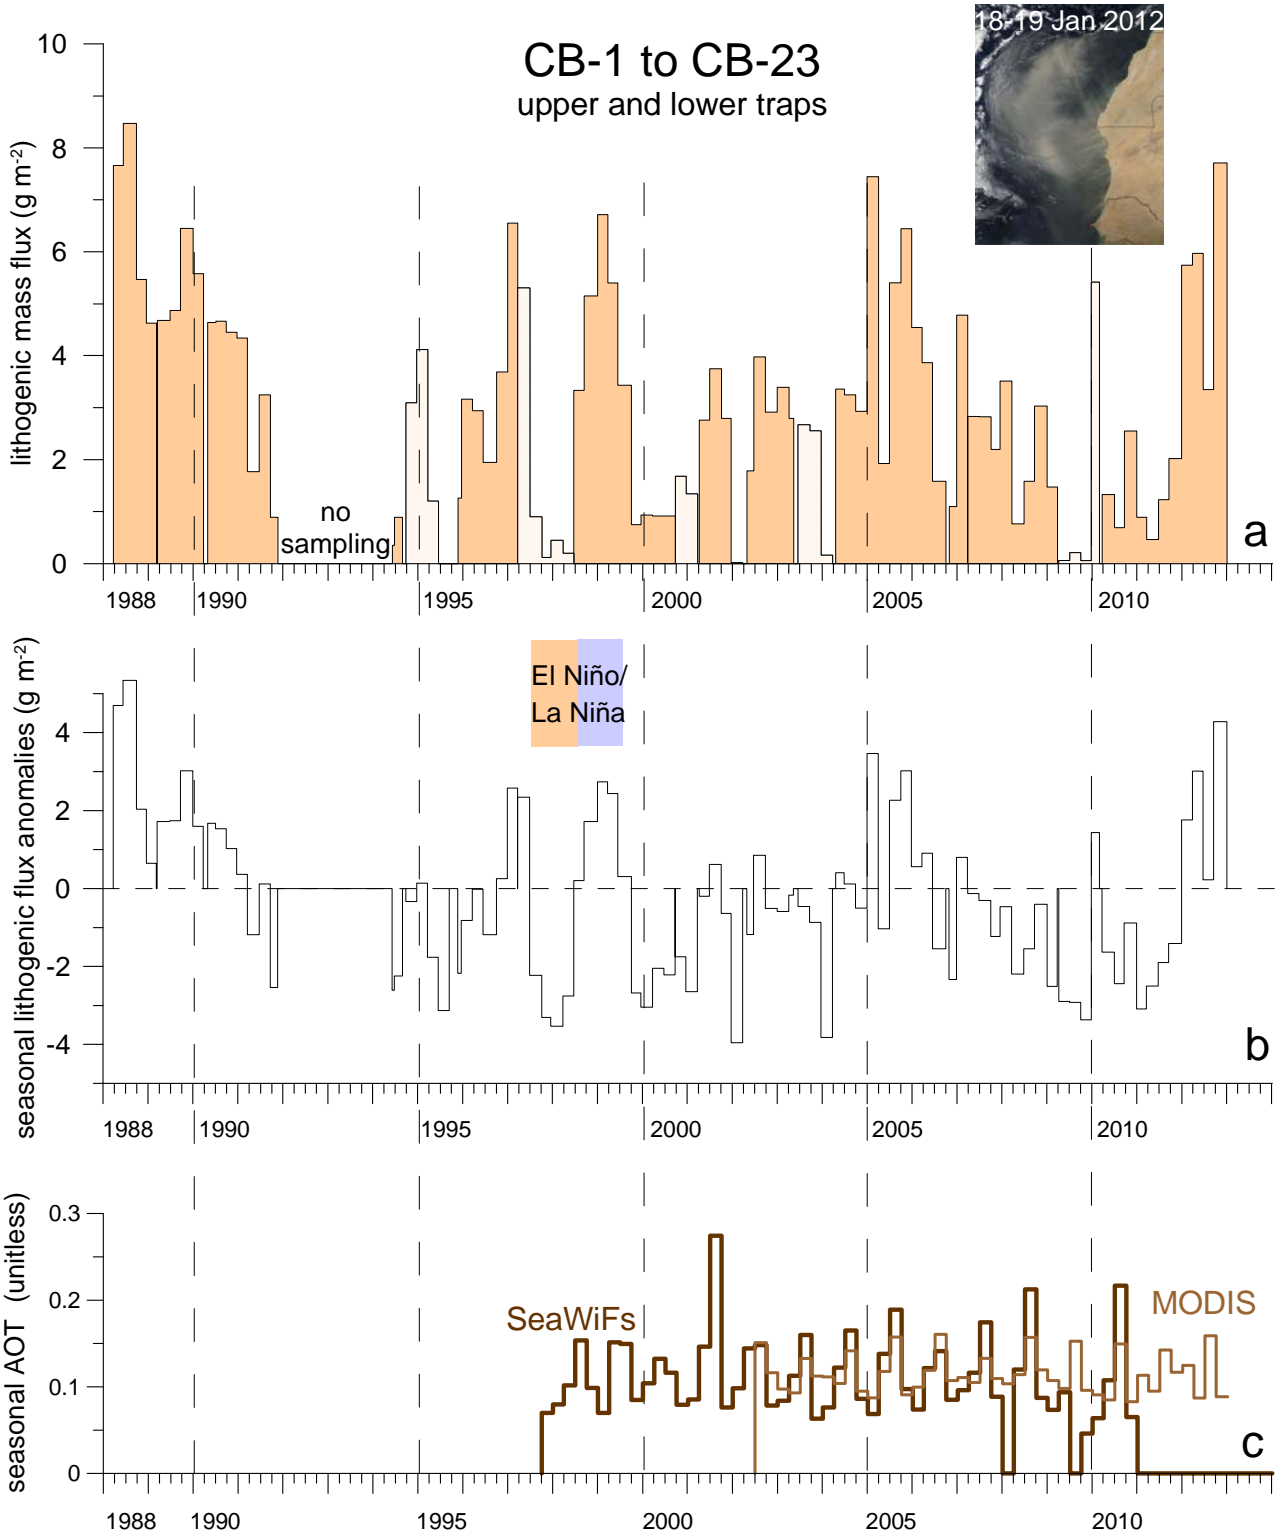 18-19 Jan 2012
CB-1 to CB-23
upper and lower traps
lithogenic mass flux (g m-2)
10
8
6
4
2
0
no
sampling
a
1988 1990 1995 2000 2005 2010
seasonal lithogenic flux anomalies (g m-2)
El Niño/
La Niña
4
2
0
-2
-4
b
1988 1990 1995 2000 2005 2010
seasonal AOT (unitless)
0.3
0.2
0.1
0
SeaWiFs
MODIS
c
1988 1990 1995 2000 2005 2010